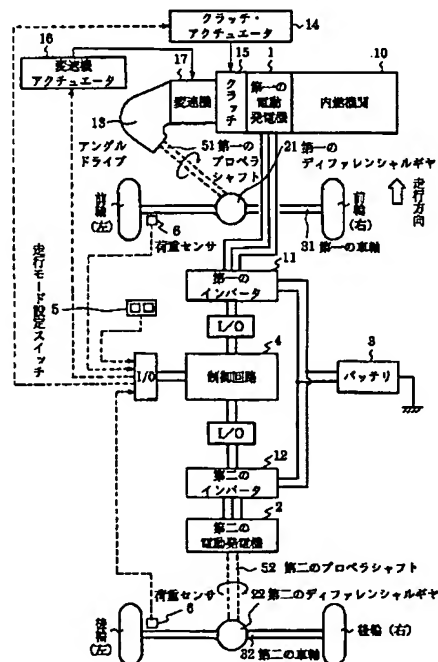 クラッチ・
アクチュエータ
14
16
変速機
アクチュエータ
17
15
1
10
変速機
クラッチ
第一の
電動
発電機
内燃機関
13
アングル
ドライブ
51 第一の
プロペラ
シャフト
21 第一の
ディファレンシャルギヤ
前輪
(左)
6
荷重センサ
前輪
(右)
31 第一の車軸
走行方向
11
第一の
インバータ
走行モード設定スイッチ
5
I/O
I/O
4
制御回路
3
バッテリ
I/O
12
第二の
インバータ
2
第二の
電動発電機
52 第二のプロペラシャフト
荷重センサ
6
22 第二のディファレンシャルギヤ
後輪
(左)
後輪(右)
32 第二の車軸